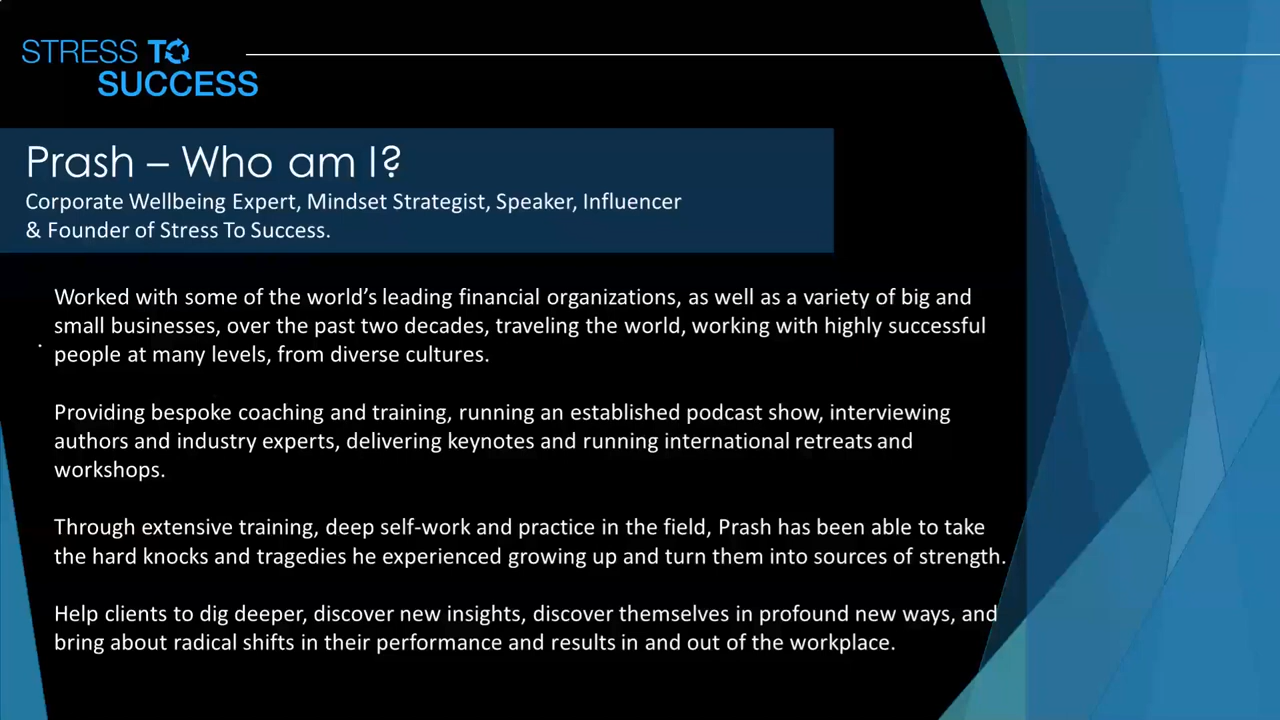 STRESS TO
SUCCESS
Prash – Who am I?
Corporate Wellbeing Expert, Mindset Strategist, Speaker, Influencer
& Founder of Stress To Success.
Worked with some of the world’s leading financial organizations, as well as a variety of big and
small businesses, over the past two decades, traveling the world, working with highly successful
people at many levels, from diverse cultures.
Providing bespoke coaching and training, running an established podcast show, interviewing
authors and industry experts, delivering keynotes and running international retreats and
workshops.
Through extensive training, deep self-work and practice in the field, Prash has been able to take
the hard knocks and tragedies he experienced growing up and turn them into sources of strength.
Help clients to dig deeper, discover new insights, discover themselves in profound new ways, and
bring about radical shifts in their performance and results in and out of the workplace.